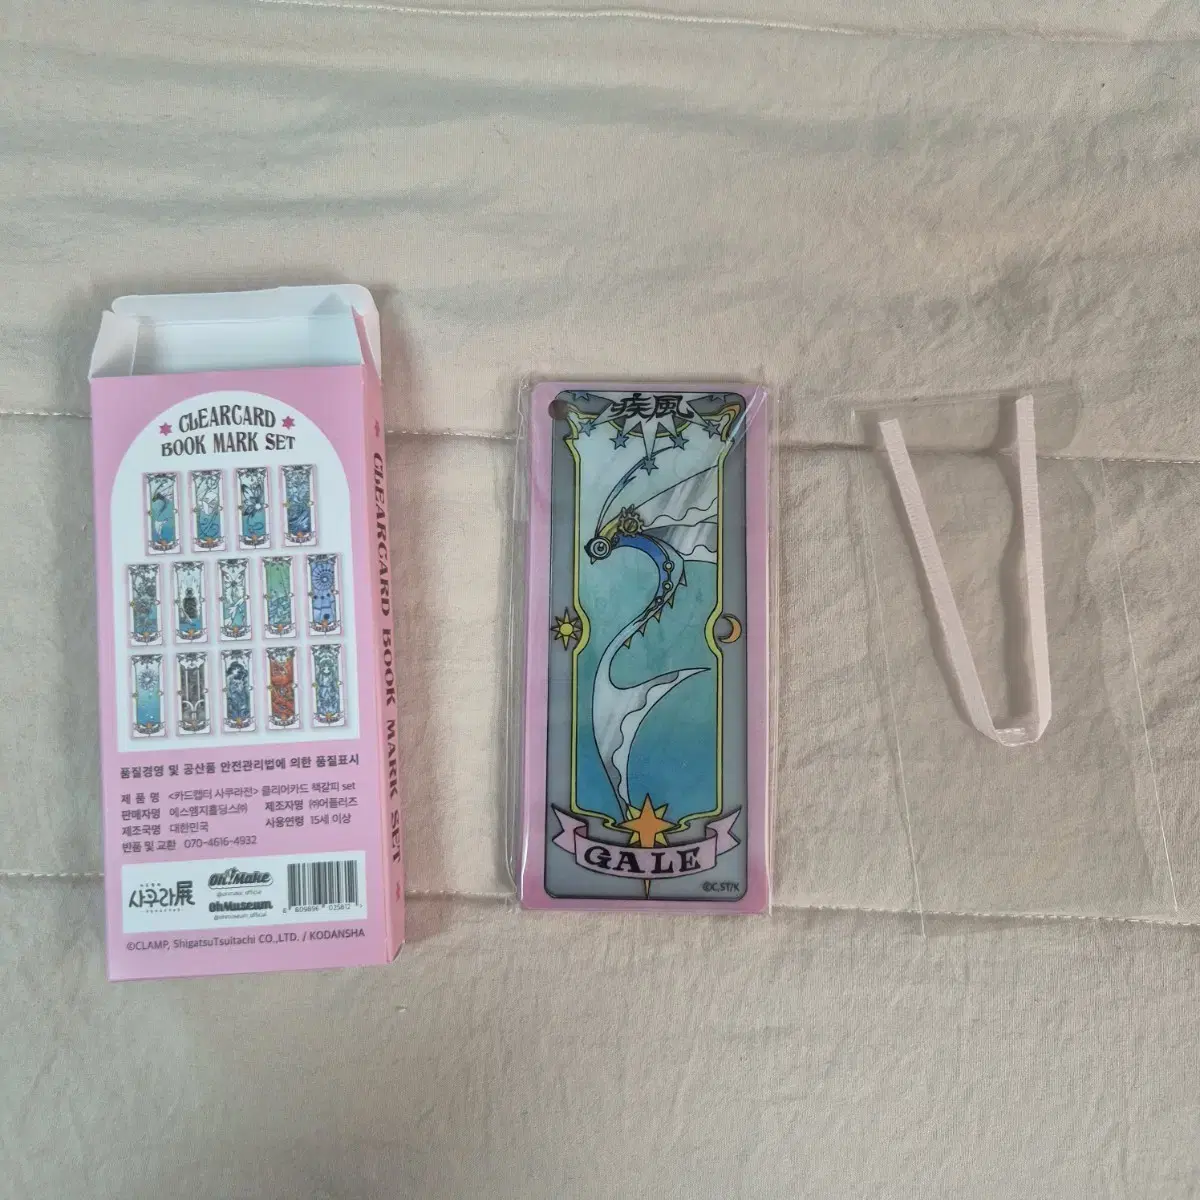 CLEARCARD
BOOK MARK SET
품질경영 및 공산품 안전관리법에 의한 품질표시
제 품 명 <카드캡터 사쿠라전> 클리어카드 책갈피 set
판매자명 에스엠지홀딩스㈜ 제조자명 ㈜어플러즈
제조국명 대한민국 사용연령 15세 이상
반품 및 교환 070-4616-4932
사쿠라展
Oh!Make
@ohmake_official
OhMuseum
@ohmuseum_official
©CLAMP, ShigatsuTsuitachi CO.,LTD. / KODANSHA
CLEARCARD BOOK MARK SET
疾風
GALE
©C,ST/K